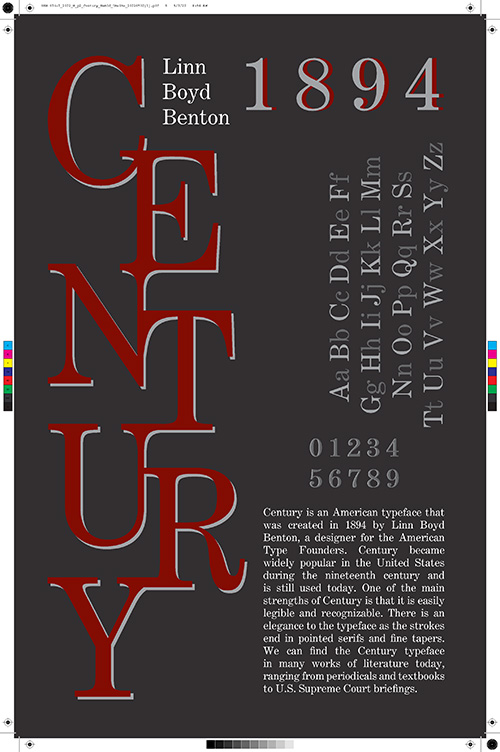 CENTURY
Linn
Boyd
Benton
1894
Aa Bb Cc Dd Ee Ff
Gg Hh Ii Jj Kk Ll Mm
Nn Oo Pp Qq Rr Ss
Tt Uu Vv Ww Xx Yy Zz
01234
56789
Century is an American typeface that
was created in 1894 by Linn Boyd
Benton, a designer for the American
Type Founders. Century became
widely popular in the United States
during the nineteenth century and
is still used today. One of the main
strengths of Century is that it is easily
legible and recognizable. There is an
elegance to the typeface as the strokes
end in pointed serifs and fine tapers.
We can find the Century typeface
in many works of literature today,
ranging from periodicals and textbooks
to U.S. Supreme Court briefings.